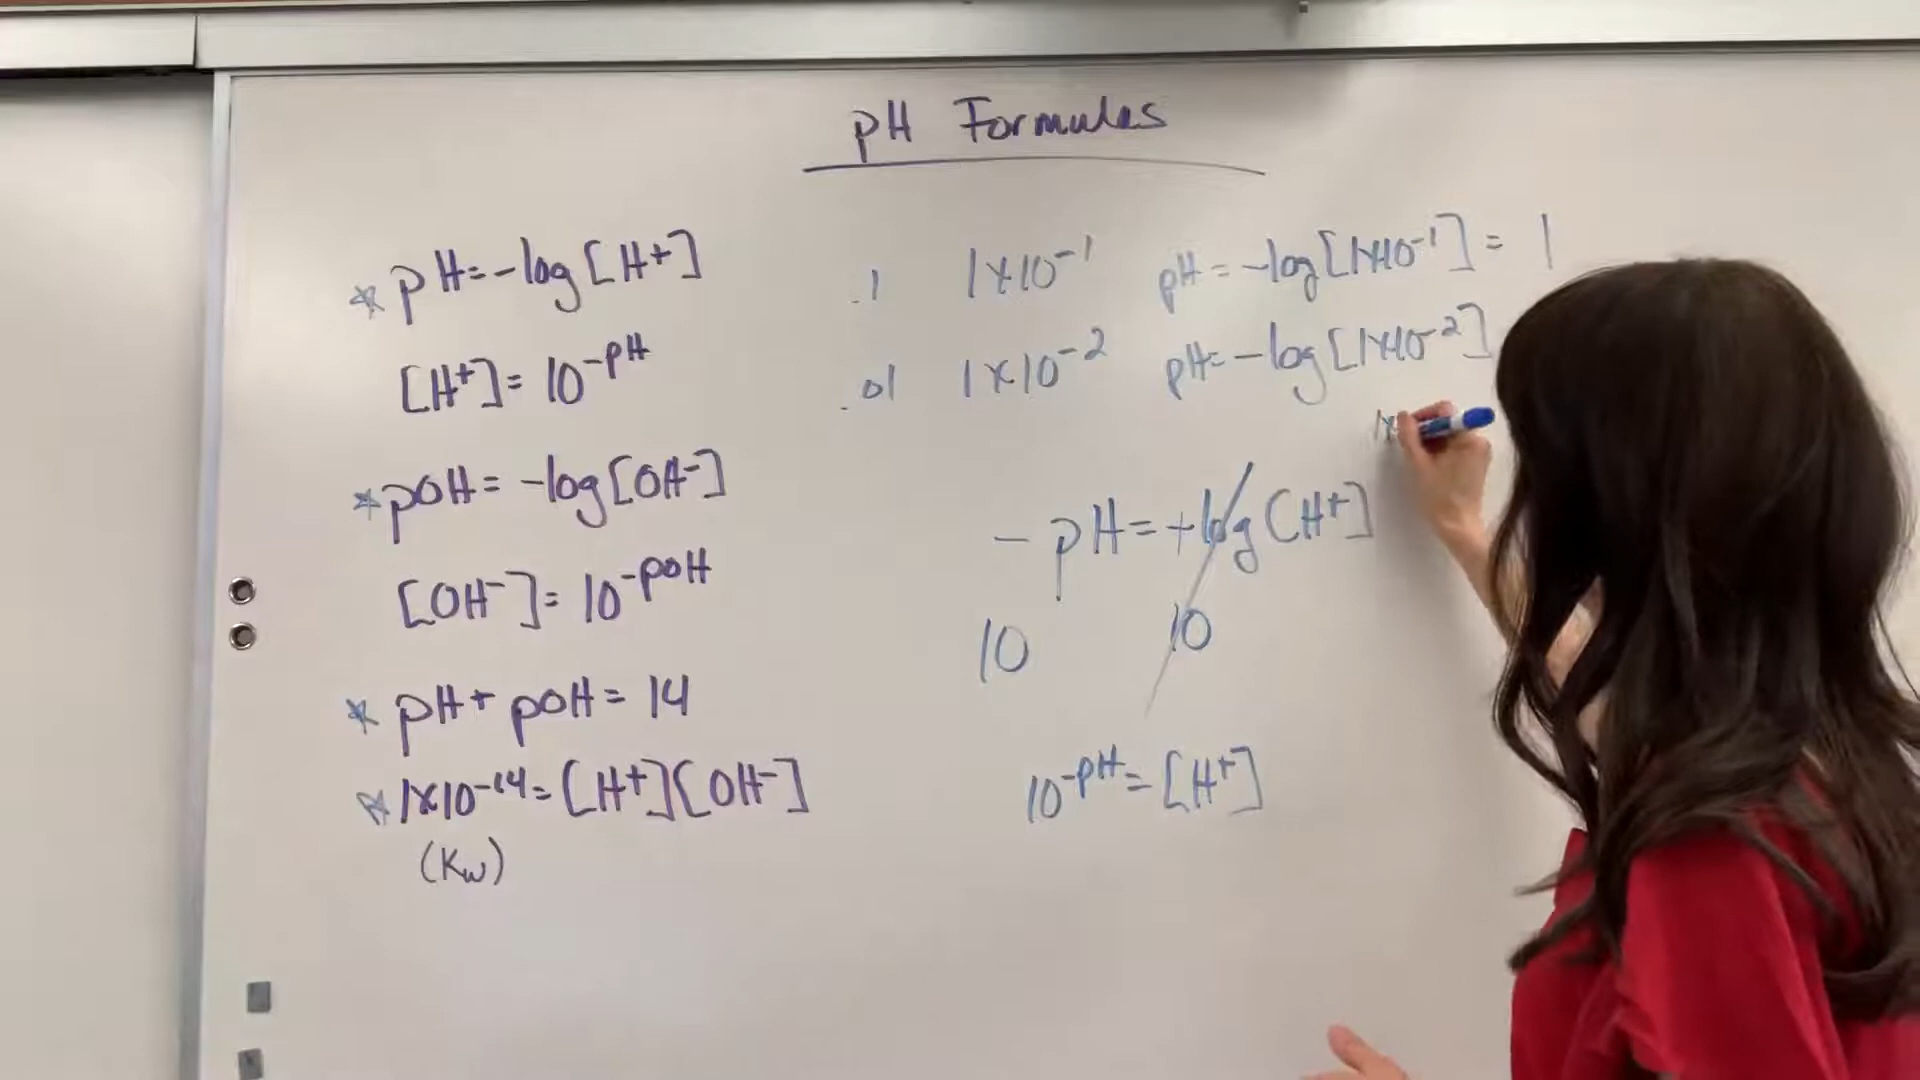 pH Formulas
* pH = -log[H+]
[H+] = 10^-pH
* pOH = -log[OH-]
[OH-] = 10^-pOH
* pH + pOH = 14
* 1x10^-14 = [H+][OH-]
(Kw)
.1 1x10^-1 pH = -log[1x10^-1] = 1
.01 1x10^-2 pH = -log[1x10^-2]
1x
- pH = +log[H+]
10 10
10^-pH = [H+]